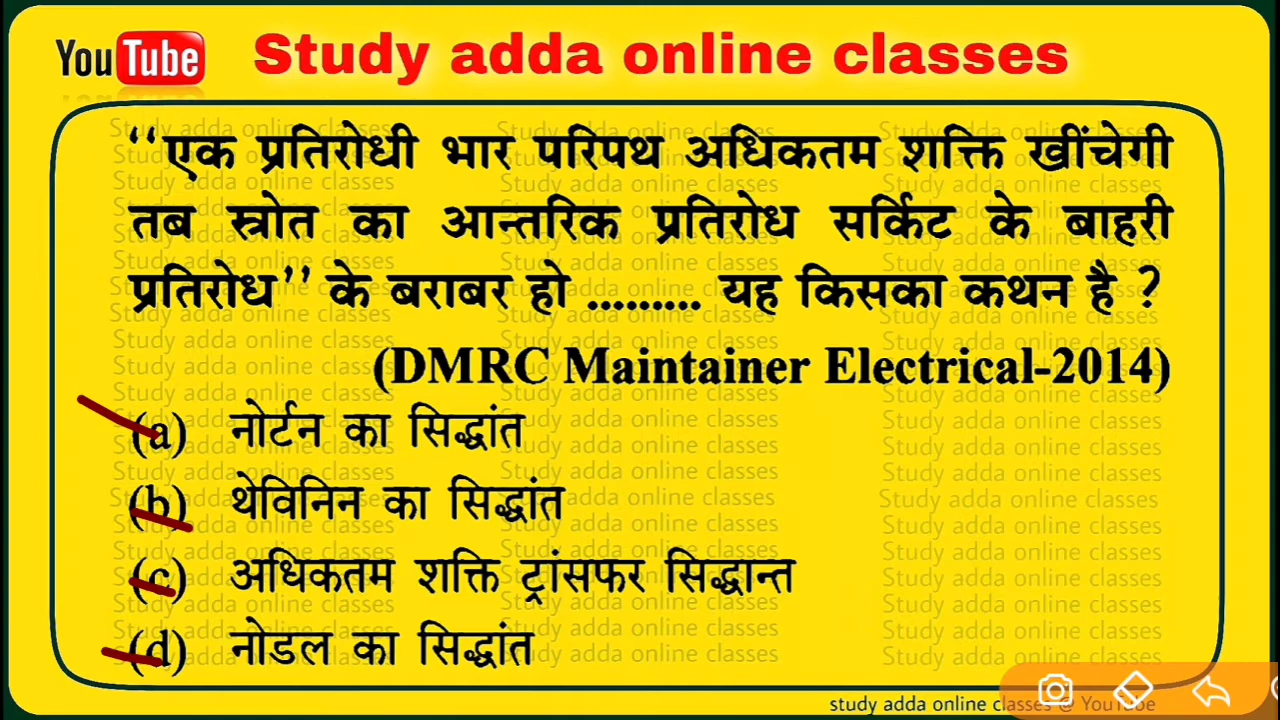 YouTube Study adda online classes
‘‘एक प्रतिरोधी भार परिपथ अधिकतम शक्ति खींचेगी
तब स्त्रोत का आन्तरिक प्रतिरोध सर्किट के बाहरी
प्रतिरोध’’ के बराबर हो ......... यह किसका कथन है ?
(DMRC Maintainer Electrical-2014)
(a) नोर्टन का सिद्धांत
(b) थेविनिन का सिद्धांत
(c) अधिकतम शक्ति ट्रांसफर सिद्धान्त
(d) नोडल का सिद्धांत
study adda online classes @ YouTube